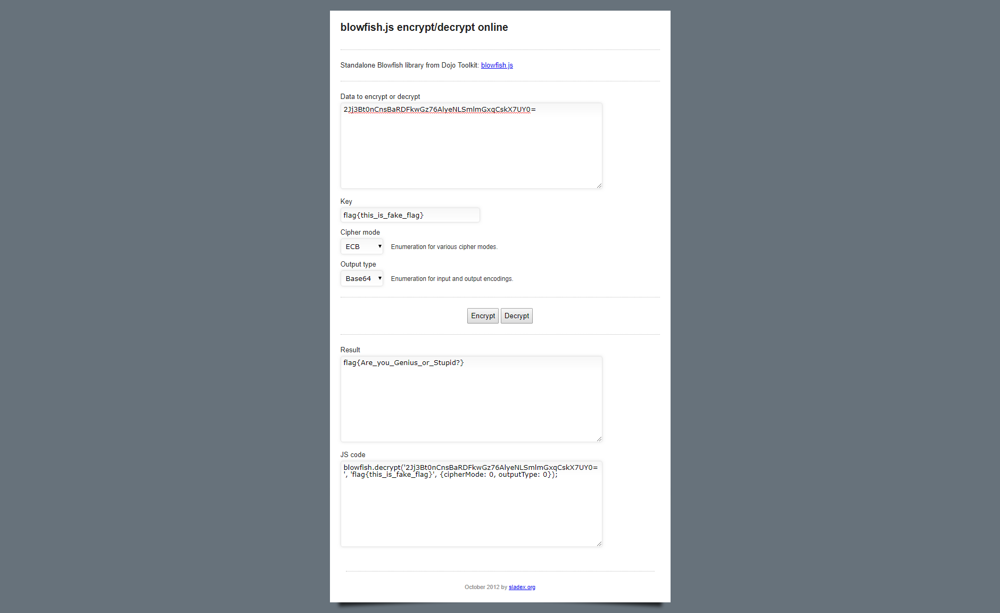 blowfish.js encrypt/decrypt online
Standalone Blowfish library from Dojo Toolkit: blowfish.js
Data to encrypt or decrypt
2Jj3Bt0nCnsBaRDFkwGz76AlyeNLSmlmGxqCskX7UY0=
Key
flag{this_is_fake_flag}
Cipher mode
ECB Enumeration for various cipher modes.
Output type
Base64 Enumeration for input and output encodings.
Encrypt Decrypt
Result
flag{Are_you_Genius_or_Stupid?}
JS code
blowfish.decrypt('2Jj3Bt0nCnsBaRDFkwGz76AlyeNLSmlmGxqCskX7UY0=
', 'flag{this_is_fake_flag}', {cipherMode: 0, outputType: 0});
October 2012 by sladex.org